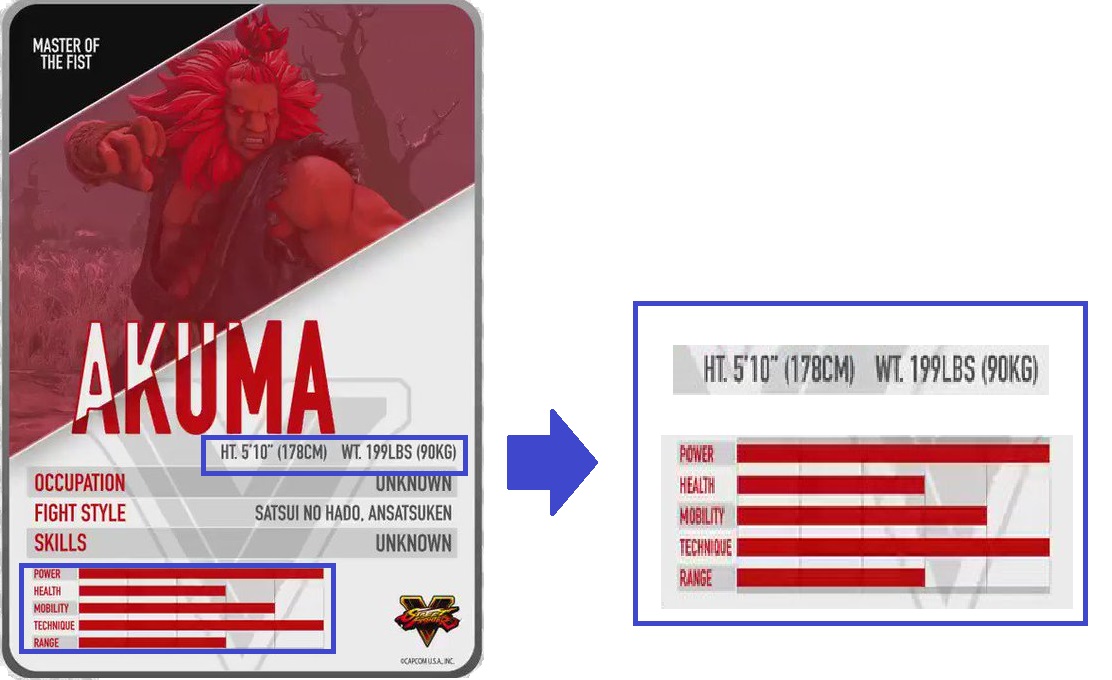 MASTER OF
THE FIST
AKUMA
HT. 5'10" (178CM) WT. 199LBS (90KG)
OCCUPATION UNKNOWN
FIGHT STYLE SATSUI NO HADO, ANSATSUKEN
SKILLS UNKNOWN
POWER
HEALTH
MOBILITY
TECHNIQUE
RANGE
STREET
FIGHTER
©CAPCOM U.S.A., INC.
HT. 5'10" (178CM) WT. 199LBS (90KG)
POWER
HEALTH
MOBILITY
TECHNIQUE
RANGE